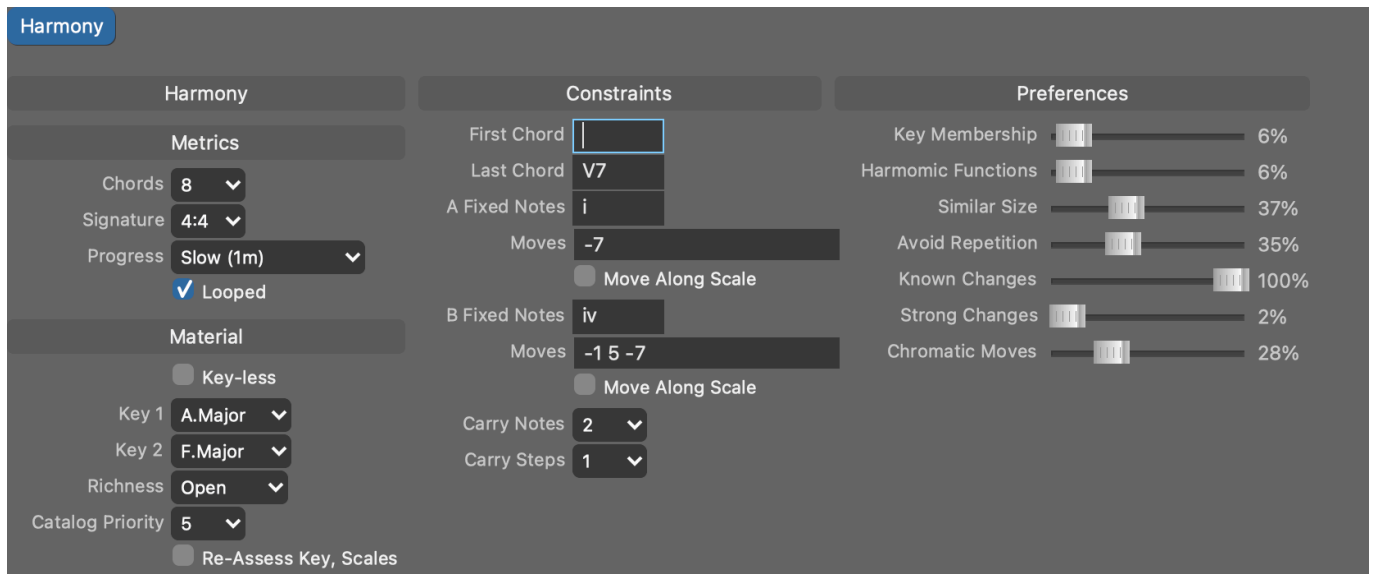 Harmony
Harmony
Metrics
Chords 8
Signature 4:4
Progress Slow (1m)
Looped
Material
Key-less
Key 1 A.Major
Key 2 F.Major
Richness Open
Catalog Priority 5
Re-Assess Key, Scales
Constraints
First Chord
Last Chord V7
A Fixed Notes i
Moves -7
Move Along Scale
B Fixed Notes iv
Moves -1 5 -7
Move Along Scale
Carry Notes 2
Carry Steps 1
Preferences
Key Membership 6%
Harmomic Functions 6%
Similar Size 37%
Avoid Repetition 35%
Known Changes 100%
Strong Changes 2%
Chromatic Moves 28%